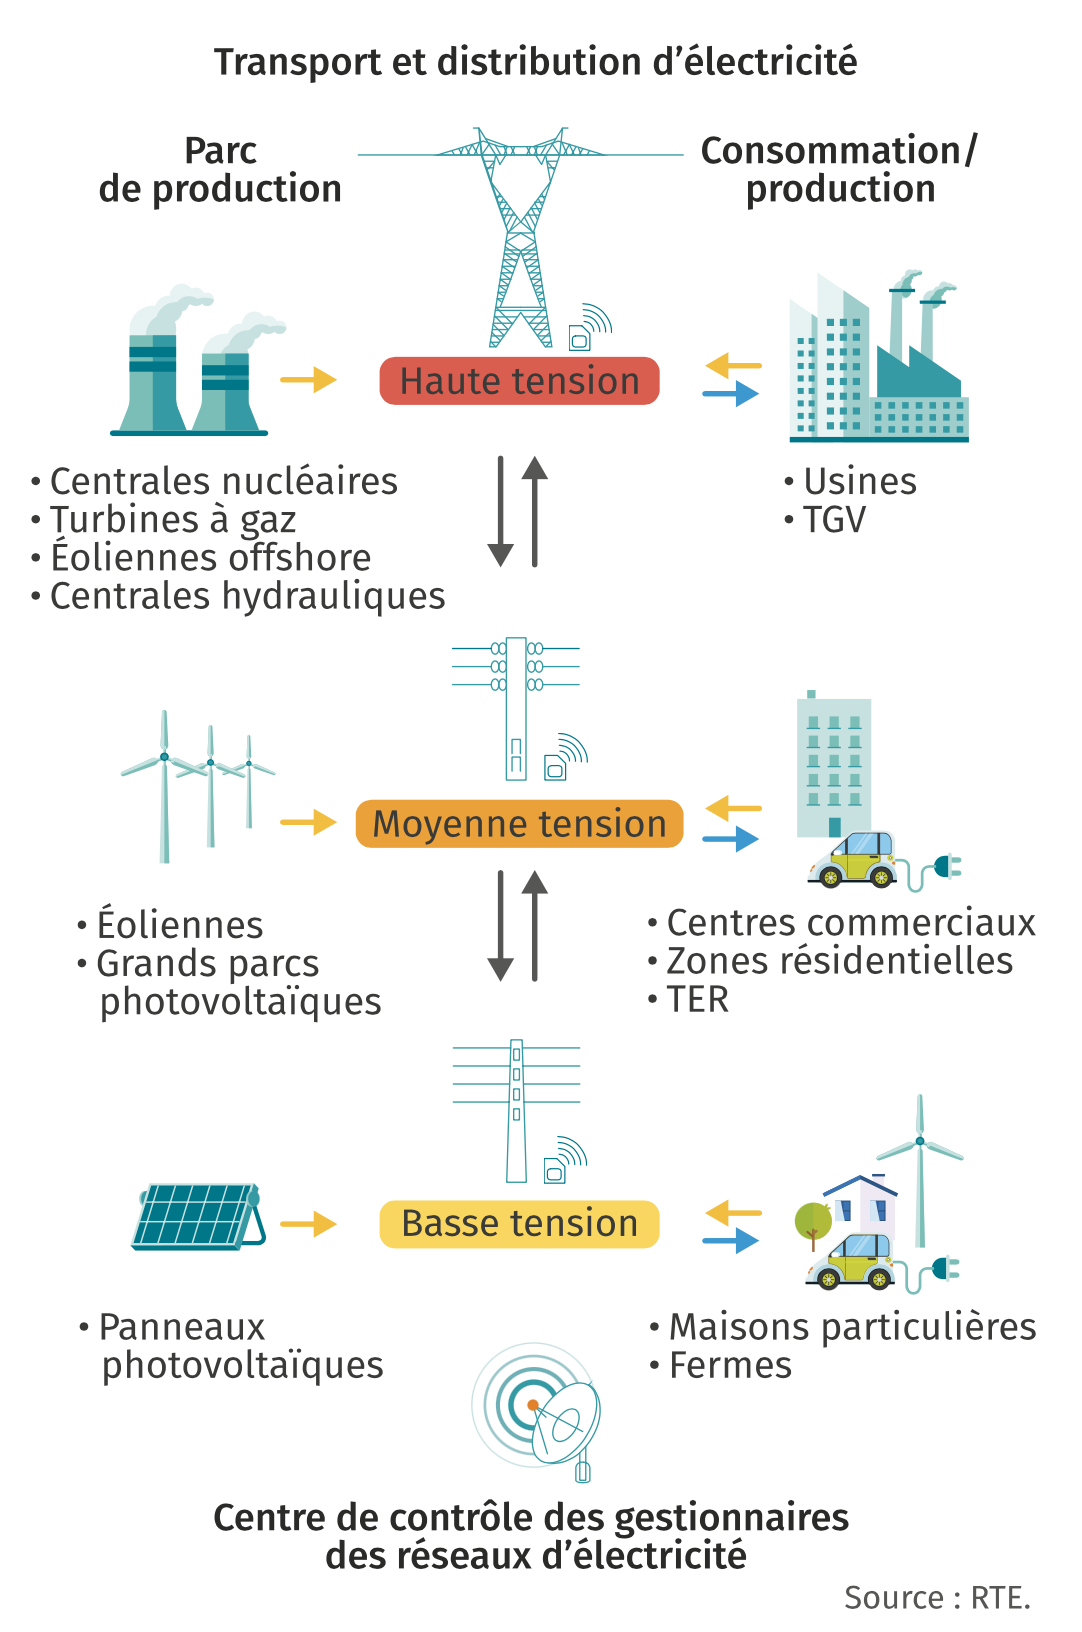 Transport et distribution d’électricité
Parc
de production
Consommation/
production
Haute tension
• Centrales nucléaires
• Turbines à gaz
• Éoliennes offshore
• Centrales hydrauliques
• Usines
• TGV
Moyenne tension
• Éoliennes
• Grands parcs
photovoltaïques
• Centres commerciaux
• Zones résidentielles
• TER
Basse tension
• Panneaux
photovoltaïques
• Maisons particulières
• Fermes
Centre de contrôle des gestionnaires
des réseaux d’électricité
Source : RTE.